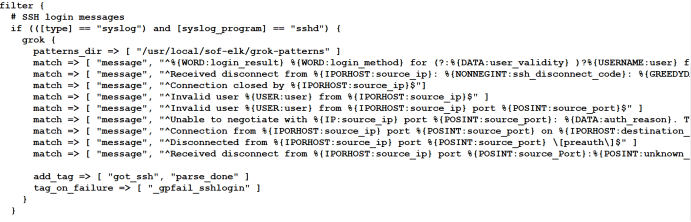 filter {
# SSH login messages
if (([type] == "syslog") and [syslog_program] == "sshd") {
grok {
patterns_dir => [ "/usr/local/sof-elk/grok-patterns" ]
match => [ "message", "^%{WORD:login_result} %{WORD:login_method} for (?:%{DATA:user_validity} )?%{USERNAME:user} f
match => [ "message", "^Received disconnect from %{IPORHOST:source_ip}: %{NONNEGINT:ssh_disconnect_code}: %{GREEDYD
match => [ "message", "^Connection closed by %{IPORHOST:source_ip}$"]
match => [ "message", "^Invalid user %{USER:user} from %{IPORHOST:source_ip}$" ]
match => [ "message", "^Invalid user %{USER:user} from %{IPORHOST:source_ip} port %{POSINT:source_port}$" ]
match => [ "message", "^Unable to negotiate with %{IP:source_ip} port %{POSINT:source_port}: %{DATA:auth_reason}. T
match => [ "message", "^Connection from %{IPORHOST:source_ip} port %{POSINT:source_port} on %{IPORHOST:destination_
match => [ "message", "^Disconnected from %{IPORHOST:source_ip} port %{POSINT:source_port} \[preauth\]$" ]
match => [ "message", "^Received disconnect from %{IPORHOST:source_ip} port %{POSINT:source_Port}:%{POSINT:unknown_
add_tag => [ "got_ssh", "parse_done" ]
tag_on_failure => [ "_gpfail_sshlogin" ]
}
}